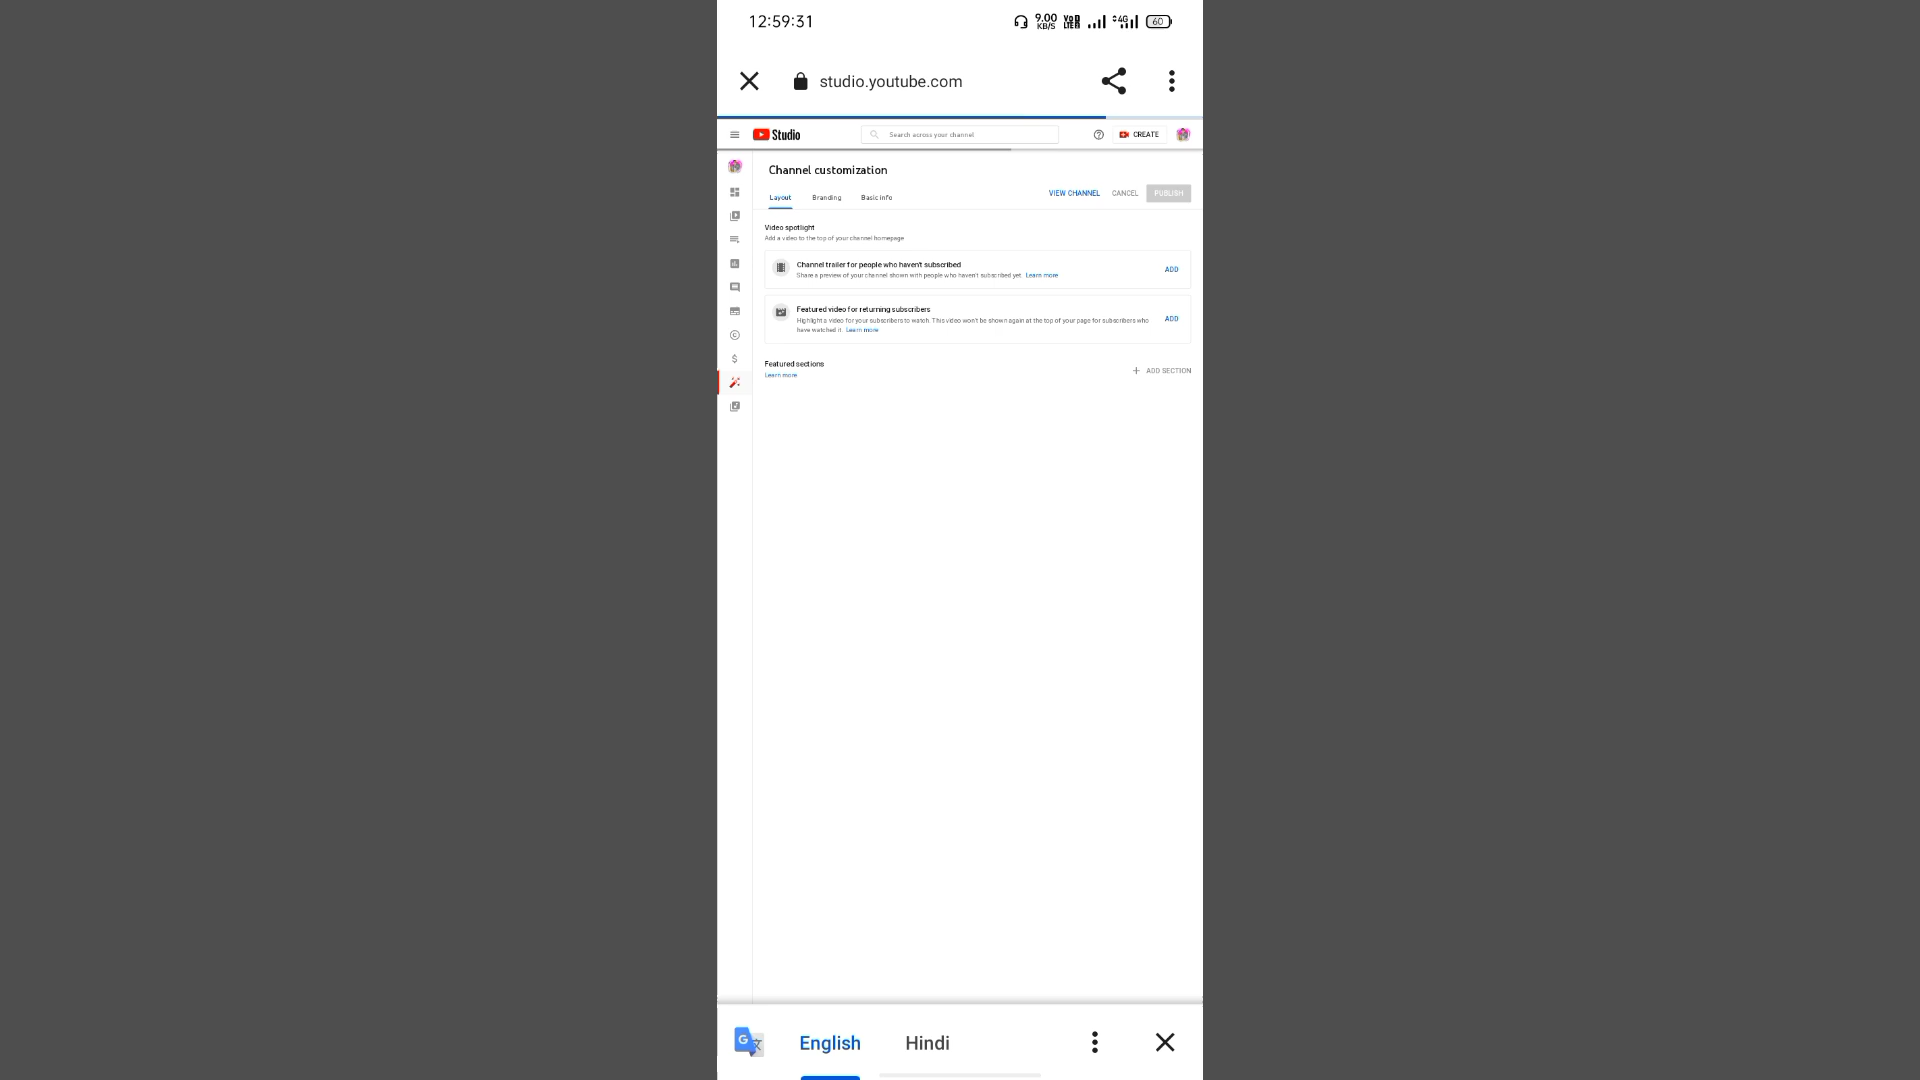 12:59:31
9.00
KB/S
VoD
LTE
4G
60
studio.youtube.com
Studio
Search across your channel
CREATE
Channel customization
Layout
Branding
Basic info
VIEW CHANNEL
CANCEL
PUBLISH
Video spotlight
Add a video to the top of your channel homepage
Channel trailer for people who haven't subscribed
Share a preview of your channel shown with people who haven't subscribed yet. Learn more
ADD
Featured video for returning subscribers
Highlight a video for your subscribers to watch. This video won't be shown again at the top of your page for subscribers who
have watched it. Learn more
ADD
Featured sections
Learn more
ADD SECTION
English
Hindi